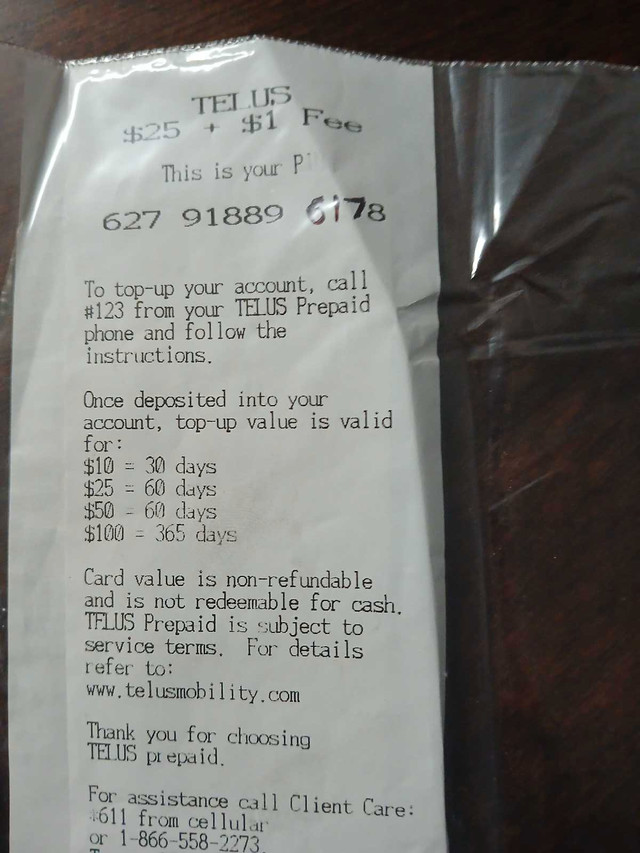 TELUS
$25 + $1 Fee
This is your P
627 91889 6178
To top-up your account, call
#123 from your TELUS Prepaid
phone and follow the
instructions.
Once deposited into your
account, top-up value is valid
for:
$10 = 30 days
$25 = 60 days
$50 - 60 days
$100 = 365 days
Card value is non-refundable
and is not redeemable for cash.
TELUS Prepaid is subject to
service terms. For details
refer to:
www.telusmobility.com
Thank you for choosing
TELUS prepaid.
For assistance call Client Care:
#611 from cellular
or 1-866-558-2273